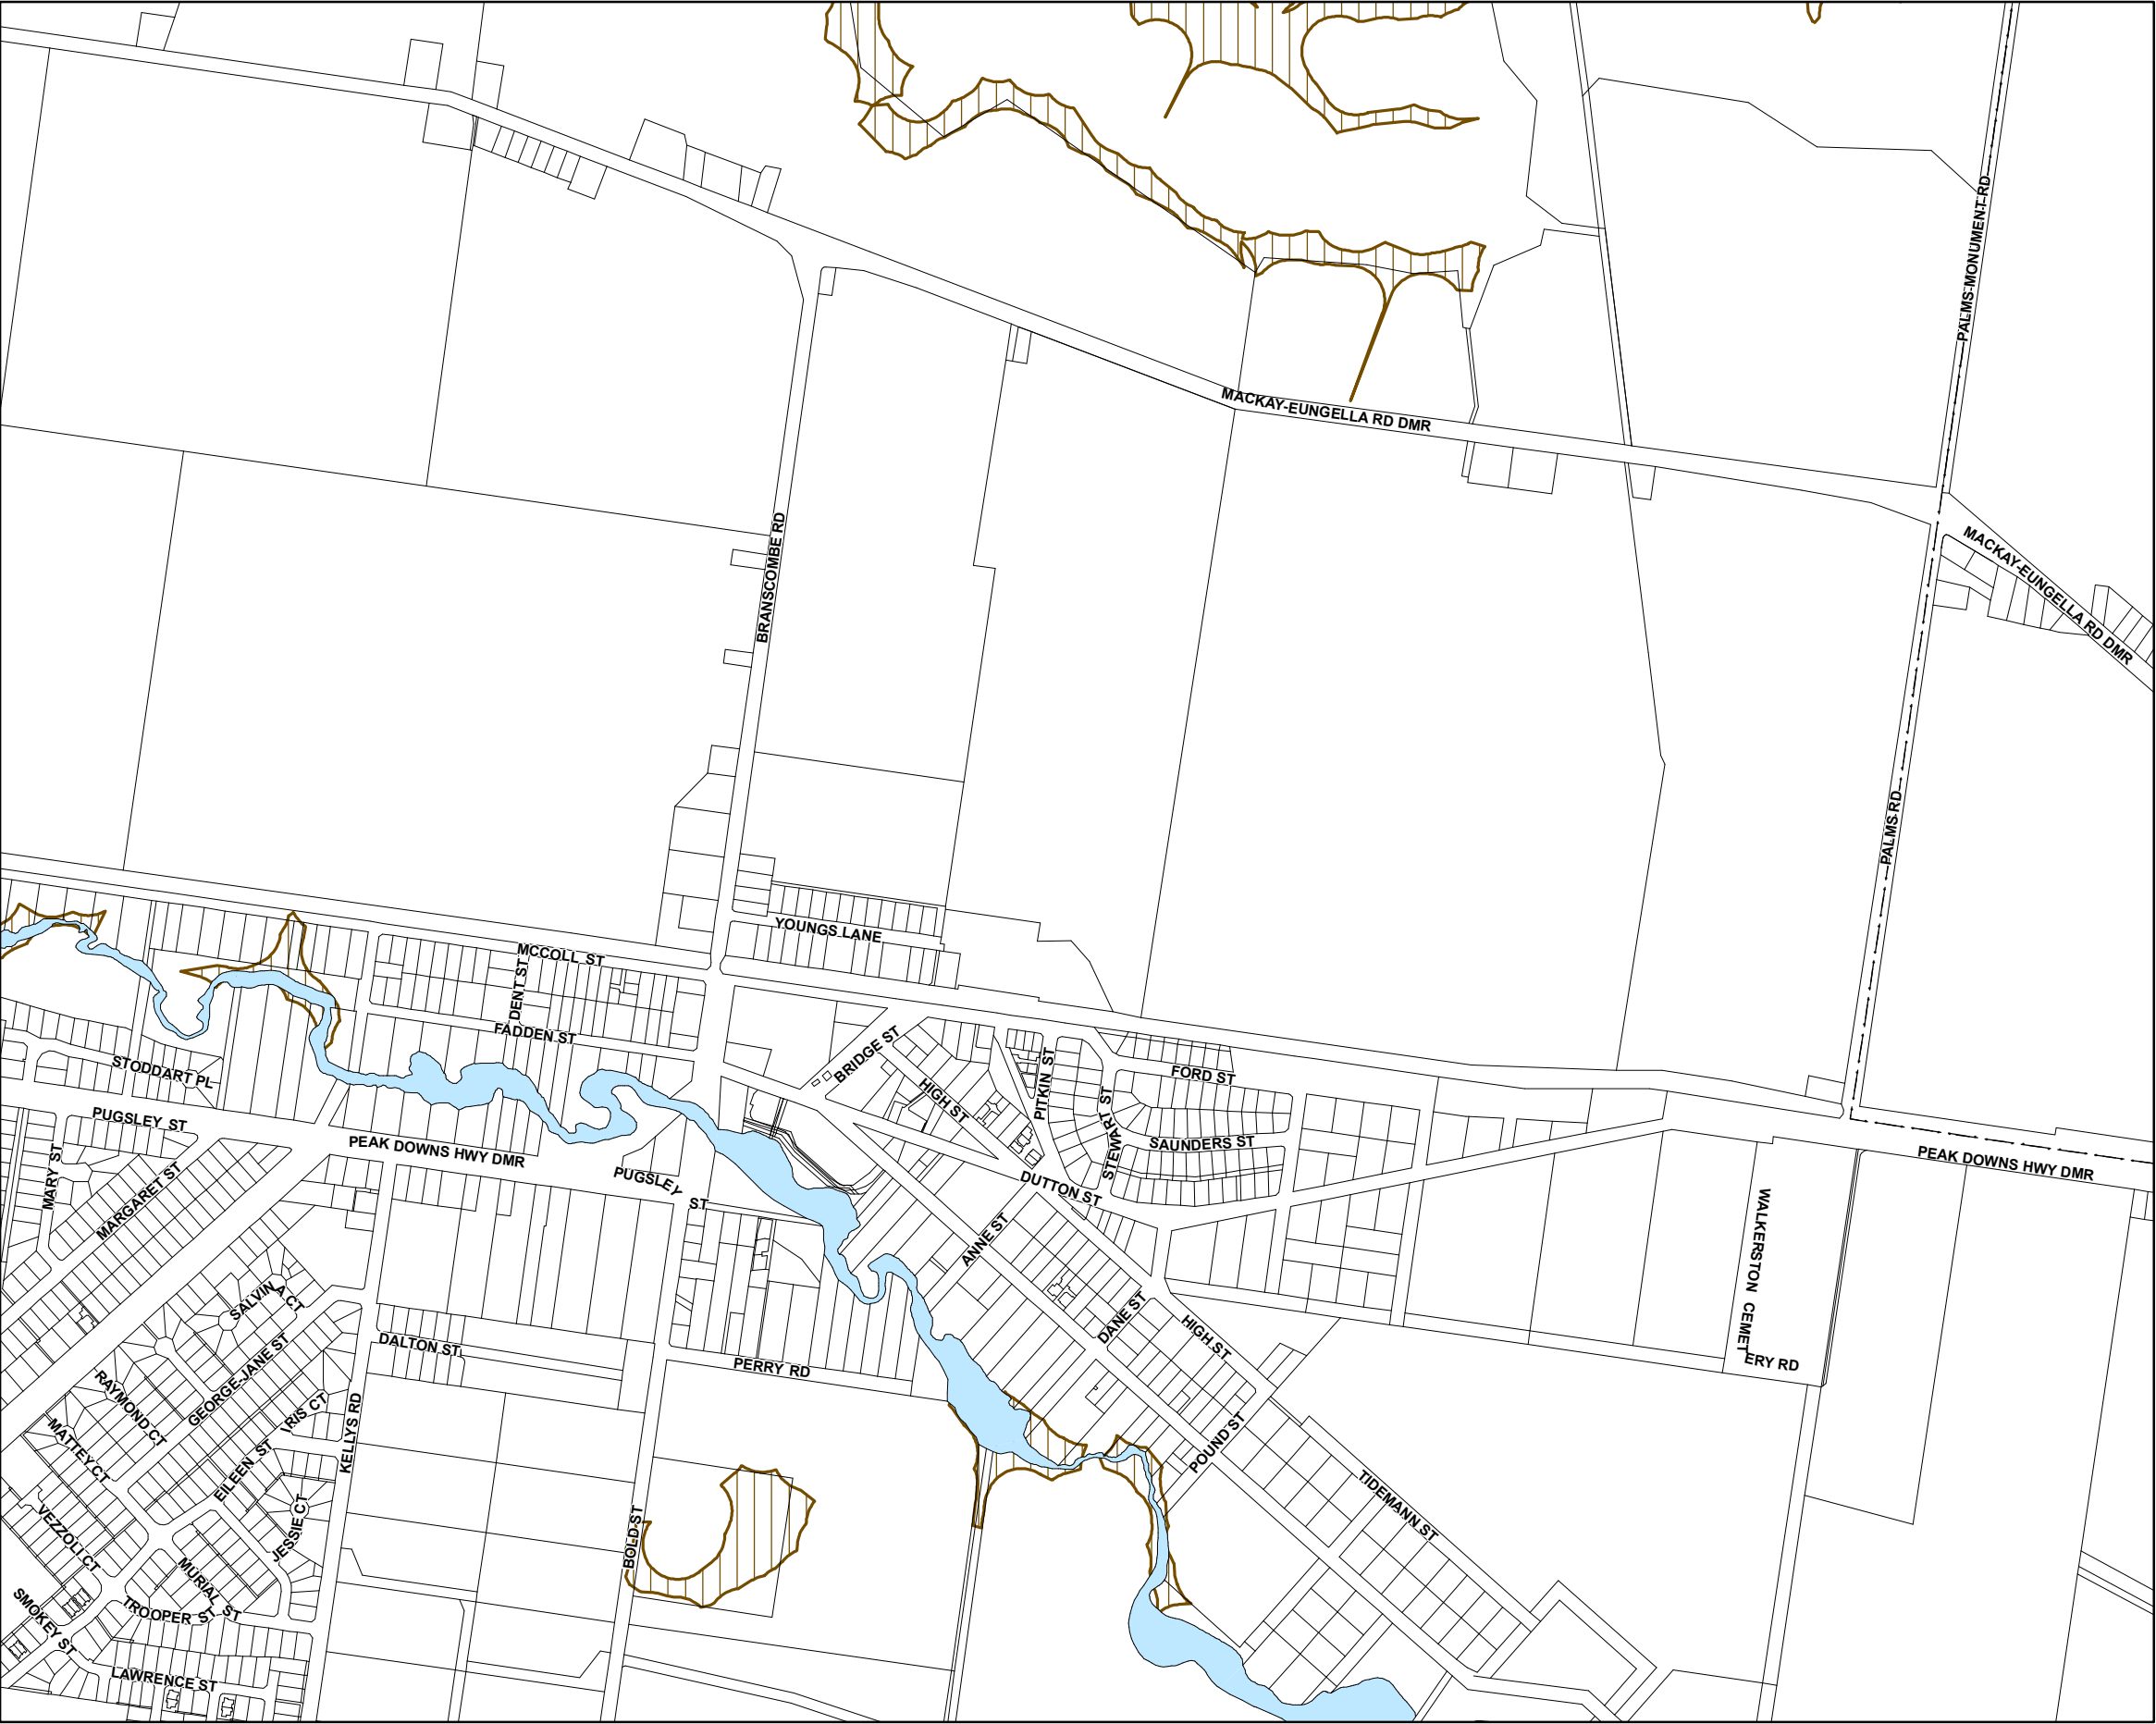 PALMS-MONUMENT-RD
MACKAY-EUNGELLA RD DMR
BRANSCOMBE RD
MACKAY-EUNGELLA RD DMR
PALMS-RD
YOUNGS LANE
MCCOLL ST
DENT ST
FADDEN ST
BRIDGE ST
HIGH ST
PITKIN ST
FORD ST
STEWART ST
SAUNDERS ST
STODDART PL
PUGSLEY ST
PEAK DOWNS HWY DMR
PEAK DOWNS HWY DMR
MARY ST
MARGARET ST
PUGSLEY ST
DUTTON ST
ANNE ST
WALKERSTON CEMETERY RD
SALVINA CT
GEORGE-JANE ST
DALTON ST
PERRY RD
DANE ST
HIGH ST
RAYMOND CT
IRIS CT
KELLYS RD
MATTEY CT
EILEEN ST
POUND ST
TIDEMANN ST
VEZZOLI CT
JESSIE CT
BOLD-ST
MURIAL ST
TROOPER ST
SMOKEY ST
LAWRENCE ST